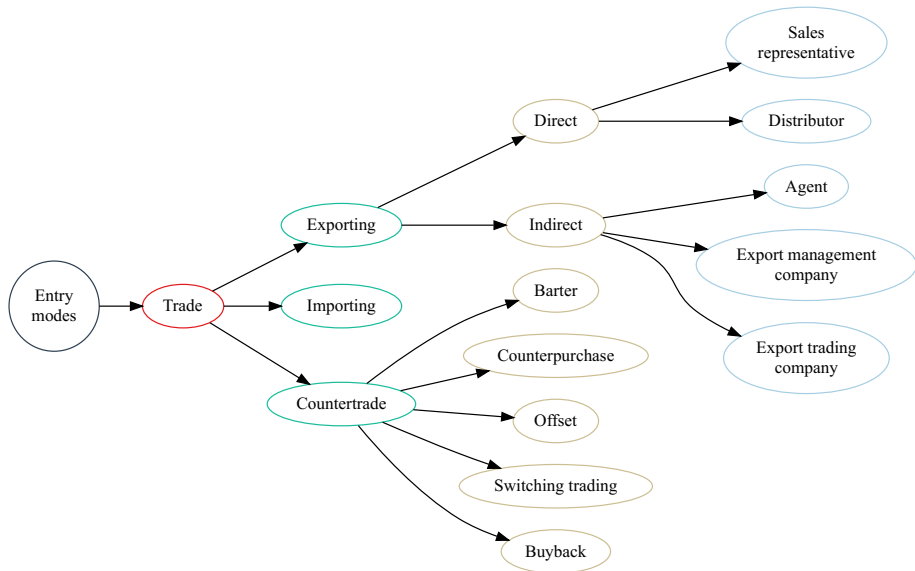 Entry
modes
Trade
Exporting
Importing
Countertrade
Direct
Indirect
Barter
Counterpurchase
Offset
Switching trading
Buyback
Sales
representative
Distributor
Agent
Export management
company
Export trading
company